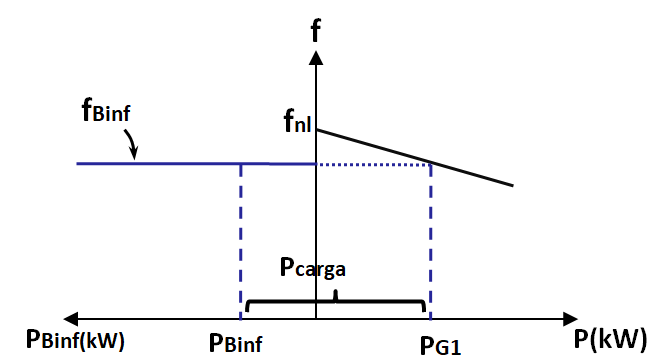 f
fBinf
fnl
Pcarga
PBinf(kW)
PBinf
PG1
P(kW)